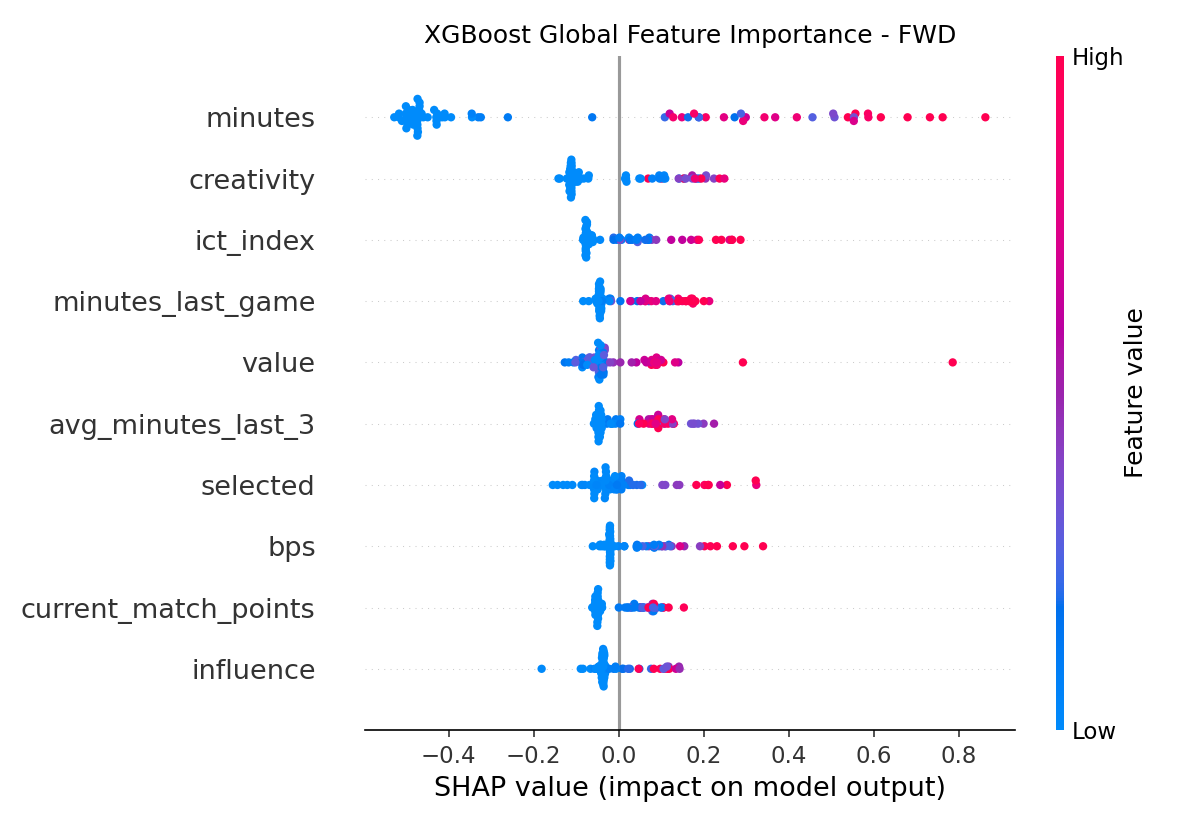 XGBoost Global Feature Importance - FWD
High
minutes
creativity
ict_index
minutes_last_game
value
avg_minutes_last_3
selected
bps
current_match_points
influence
Feature value
Low
−0.4 −0.2 0.0 0.2 0.4 0.6 0.8
SHAP value (impact on model output)